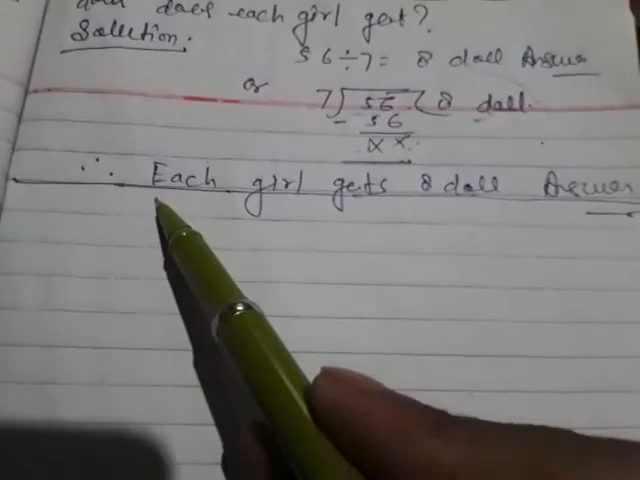 does each girl get?
Solution.
56÷7= 8 doll Answer
or 7) 56 ( 8 doll.
- 56
x x
∴ Each girl gets 8 doll Answer